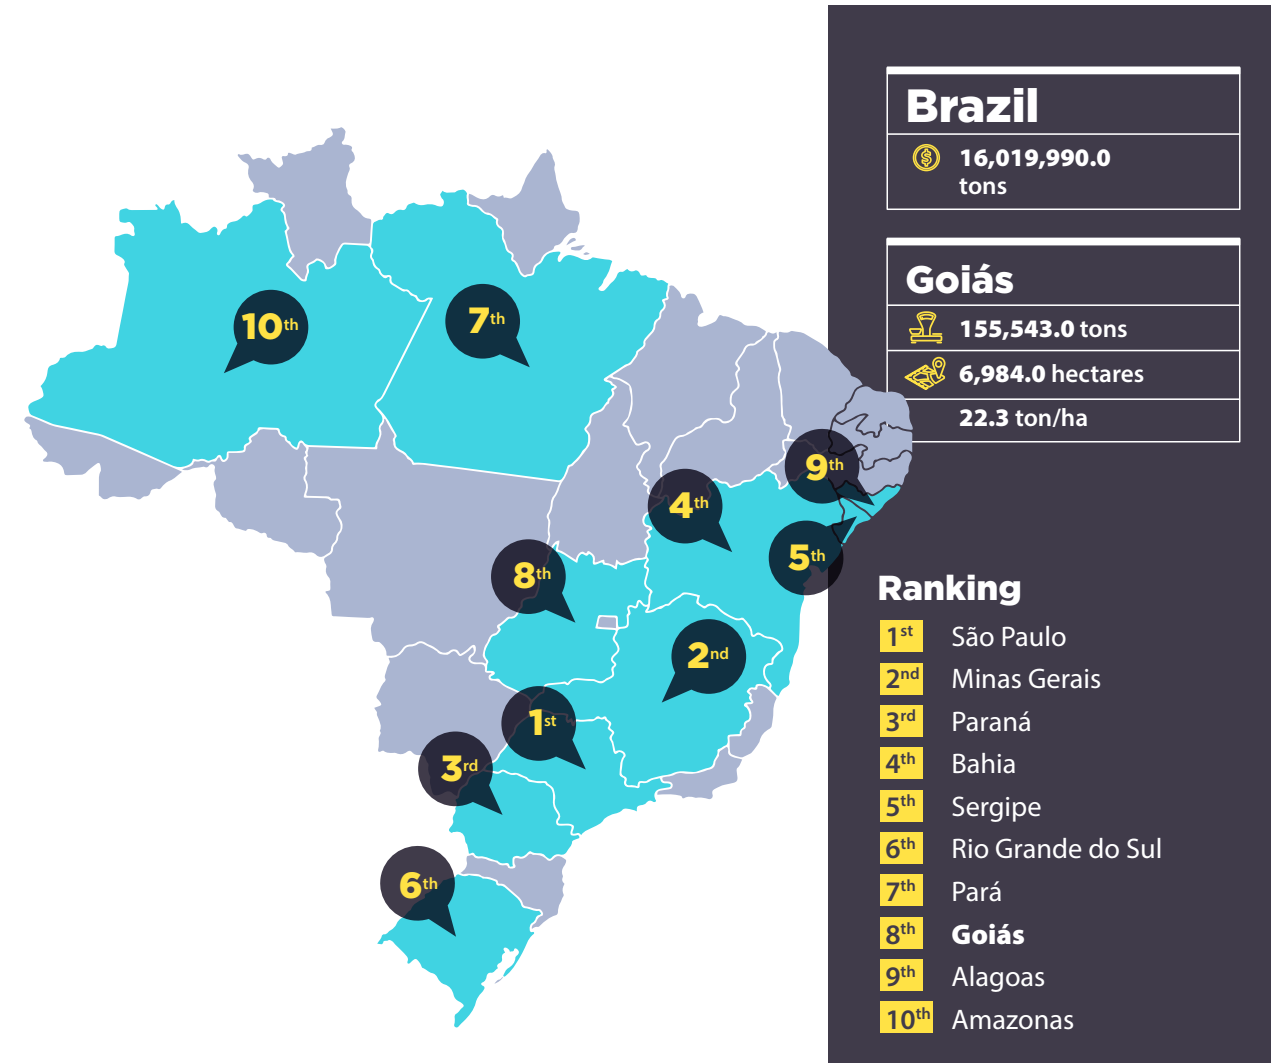 Brazil
16,019,990.0
tons
Goiás
155,543.0 tons
6,984.0 hectares
22.3 ton/ha
10th
7th
9th
4th
5th
8th
2nd
1st
3rd
6th
Ranking
1st São Paulo
2nd Minas Gerais
3rd Paraná
4th Bahia
5th Sergipe
6th Rio Grande do Sul
7th Pará
8th Goiás
9th Alagoas
10th Amazonas